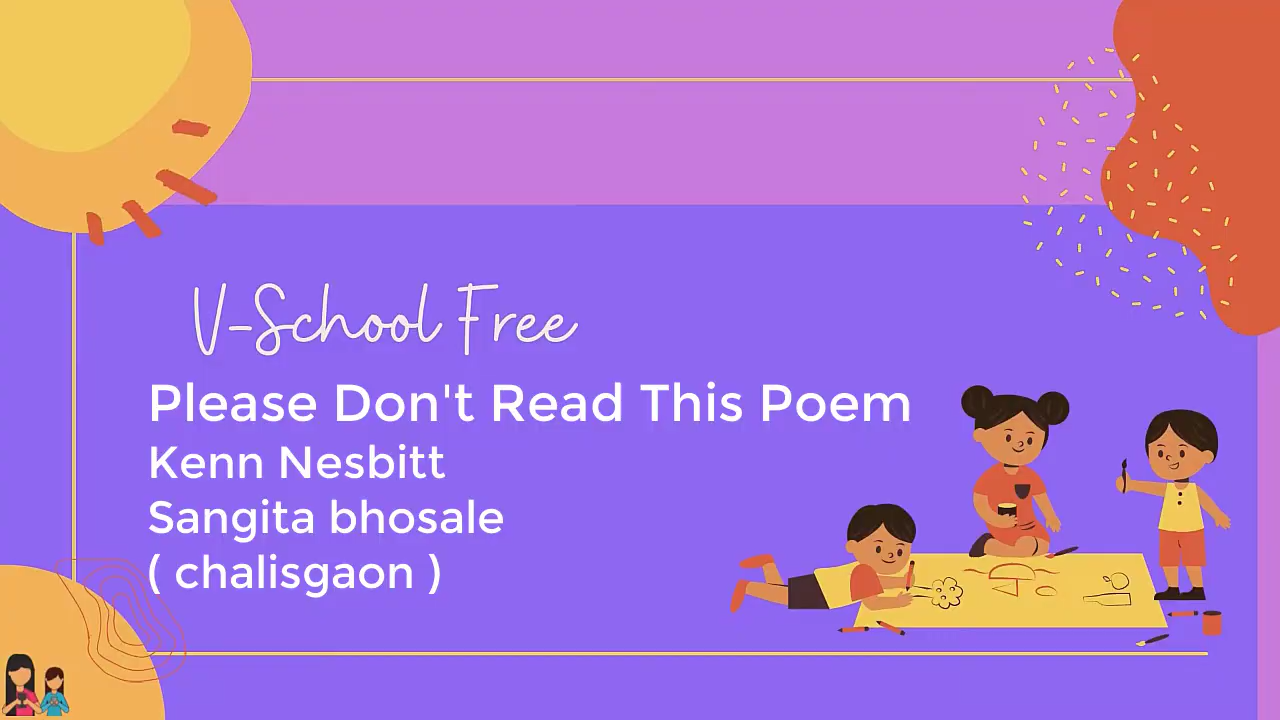 V-School Free
Please Don't Read This Poem
Kenn Nesbitt
Sangita bhosale
( chalisgaon )